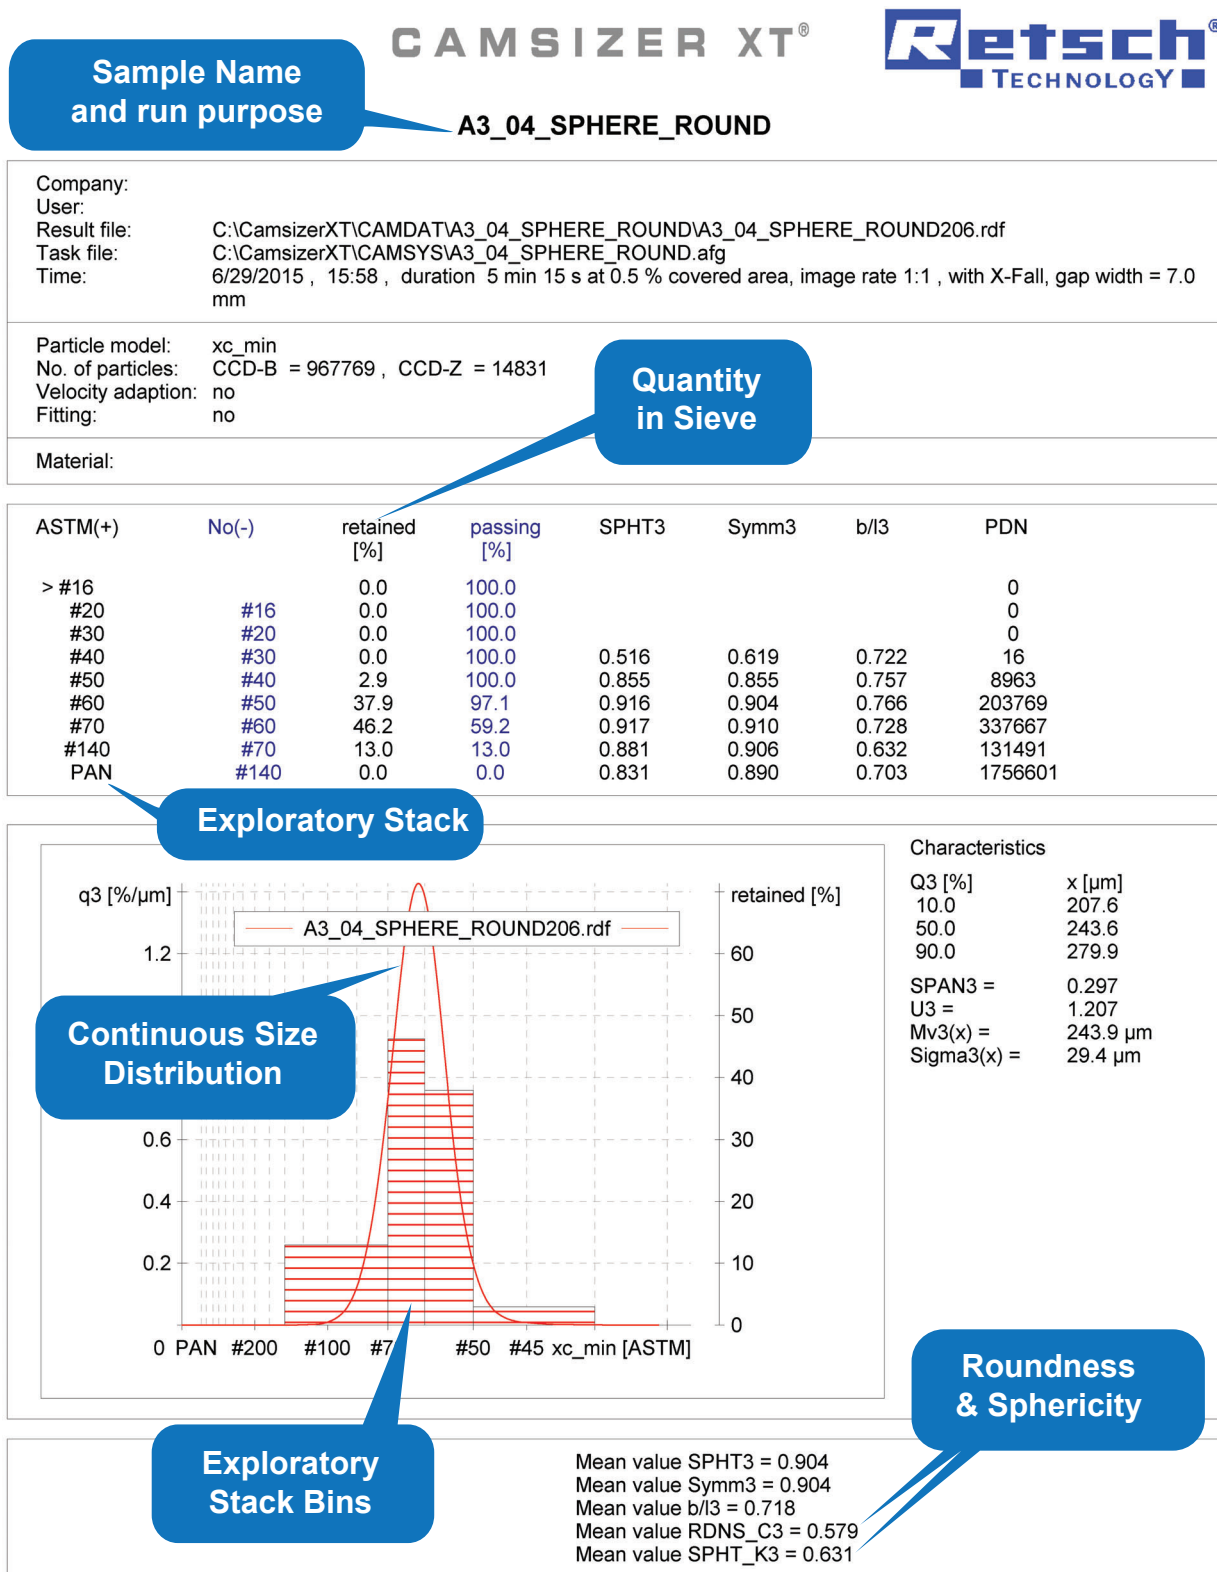 CAMSIZER XT®
Retsch®
TECHNOLOGY
Sample Name
and run purpose
A3_04_SPHERE_ROUND
Company:
User:
Result file: C:\CamsizerXT\CAMDAT\A3_04_SPHERE_ROUND\A3_04_SPHERE_ROUND206.rdf
Task file: C:\CamsizerXT\CAMSYS\A3_04_SPHERE_ROUND.afg
Time: 6/29/2015 , 15:58 , duration 5 min 15 s at 0.5 % covered area, image rate 1:1 , with X-Fall, gap width = 7.0
mm
Particle model: xc_min
No. of particles: CCD-B = 967769 , CCD-Z = 14831
Velocity adaption: no
Fitting: no
Quantity
in Sieve
Material:
ASTM(+) No(-) retained passing SPHT3 Symm3 b/l3 PDN
[%] [%]
> #16 0.0 100.0 0
#20 #16 0.0 100.0 0
#30 #20 0.0 100.0 0
#40 #30 0.0 100.0 0.516 0.619 0.722 16
#50 #40 2.9 100.0 0.855 0.855 0.757 8963
#60 #50 37.9 97.1 0.916 0.904 0.766 203769
#70 #60 46.2 59.2 0.917 0.910 0.728 337667
#140 #70 13.0 13.0 0.881 0.906 0.632 131491
PAN #140 0.0 0.0 0.831 0.890 0.703 1756601
Exploratory Stack
q3 [%/µm] retained [%]
A3_04_SPHERE_ROUND206.rdf
1.2 60
50
Continuous Size
Distribution
40
0.6 30
0.4 20
0.2 10
0
0 PAN #200 #100 #7 #50 #45 xc_min [ASTM]
Exploratory
Stack Bins
Characteristics
Q3 [%] x [µm]
10.0 207.6
50.0 243.6
90.0 279.9
SPAN3 = 0.297
U3 = 1.207
Mv3(x) = 243.9 µm
Sigma3(x) = 29.4 µm
Roundness
& Sphericity
Mean value SPHT3 = 0.904
Mean value Symm3 = 0.904
Mean value b/l3 = 0.718
Mean value RDNS_C3 = 0.579
Mean value SPHT_K3 = 0.631